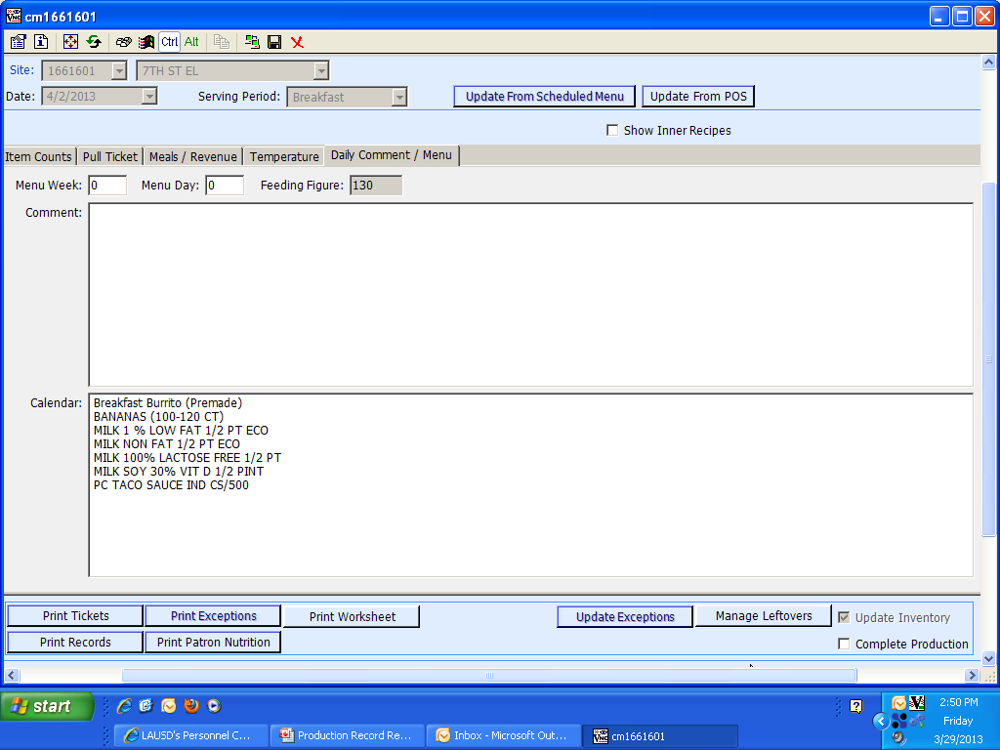 cm1661601
Ctrl Alt
Site: 1661601 7TH ST EL
Date: 4/2/2013 Serving Period: Breakfast Update From Scheduled Menu Update From POS
Show Inner Recipes
Item Counts Pull Ticket Meals / Revenue Temperature Daily Comment / Menu
Menu Week: 0 Menu Day: 0 Feeding Figure: 130
Comment:
Calendar: Breakfast Burrito (Premade)
BANANAS (100-120 CT)
MILK 1 % LOW FAT 1/2 PT ECO
MILK NON FAT 1/2 PT ECO
MILK 100% LACTOSE FREE 1/2 PT
MILK SOY 30% VIT D 1/2 PINT
PC TACO SAUCE IND CS/500
Print Tickets Print Exceptions Print Worksheet Update Exceptions Manage Leftovers Update Inventory
Print Records Print Patron Nutrition Complete Production
start 2:50 PM
Friday
LAUSD's Personnel C... Production Record Re... Inbox - Microsoft Out... cm1661601 3/29/2013